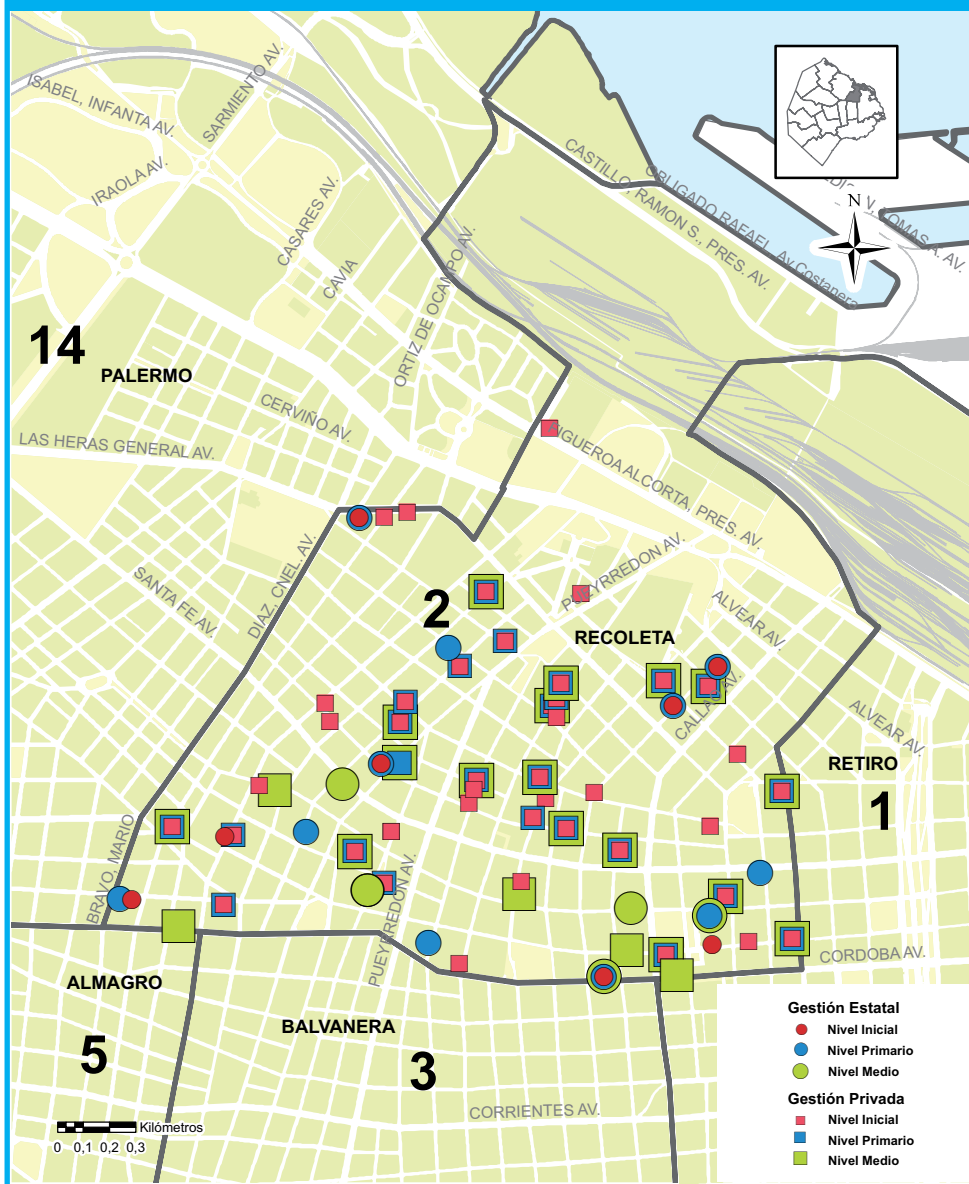 ISABEL, INFANTA AV.
SARMIENTO AV.
IRAOLA AV.
CASARES AV.
CAVIA
ORTIZ DE OCAMPO AV.
CASTILLO, RAMON S., PRES. AV.
OBLIGADO RAFAEL, Av.Costanera
TOMAS A. AV.
N
14
PALERMO
CERVIÑO AV.
LAS HERAS GENERAL AV.
FIGUEROA ALCORTA, PRES. AV.
SANTA FE AV.
DIAZ, CNEL. AV.
2
PUEYRREDON AV.
RECOLETA
ALVEAR AV.
CALLAO AV.
ALVEAR AV.
RETIRO
1
BRAVO, MARIO
PUEYRREDON AV.
CORDOBA AV.
ALMAGRO
5
BALVANERA
3
CORRIENTES AV.
Kilómetros
0 0,1 0,2 0,3
Gestión Estatal
Nivel Inicial
Nivel Primario
Nivel Medio
Gestión Privada
Nivel Inicial
Nivel Primario
Nivel Medio